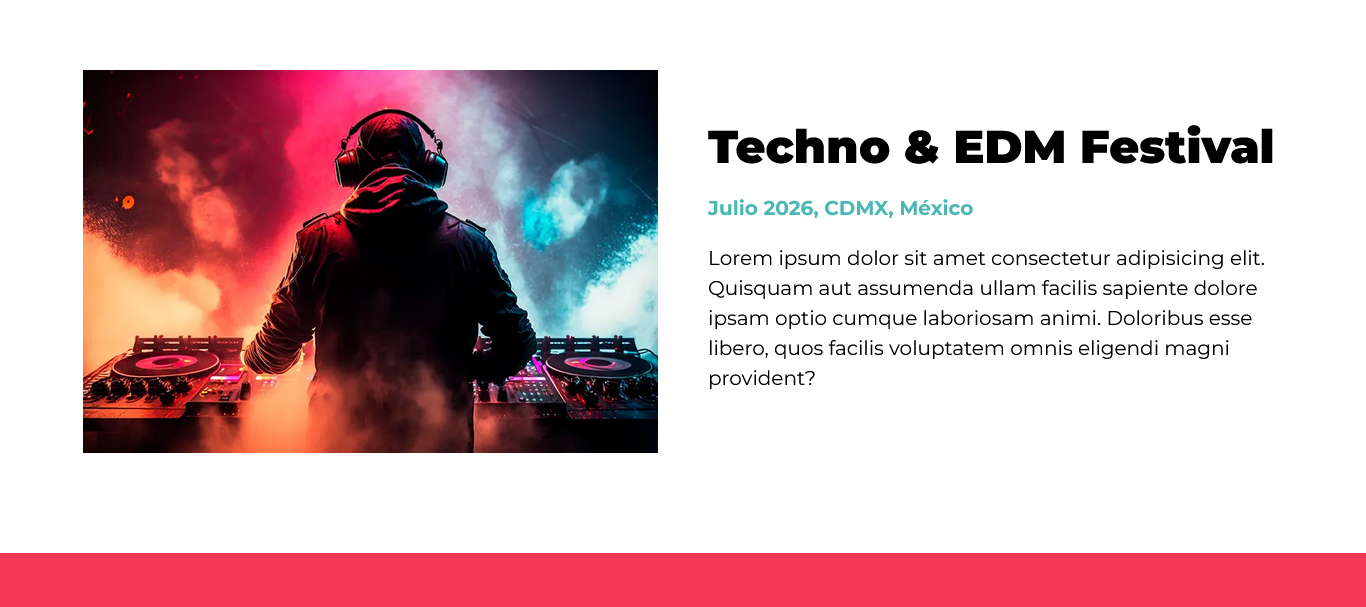 Techno & EDM Festival
Julio 2026, CDMX, México
Lorem ipsum dolor sit amet consectetur adipisicing elit.
Quisquam aut assumenda ullam facilis sapiente dolore
ipsam optio cumque laboriosam animi. Doloribus esse
libero, quos facilis voluptatem omnis eligendi magni
provident?